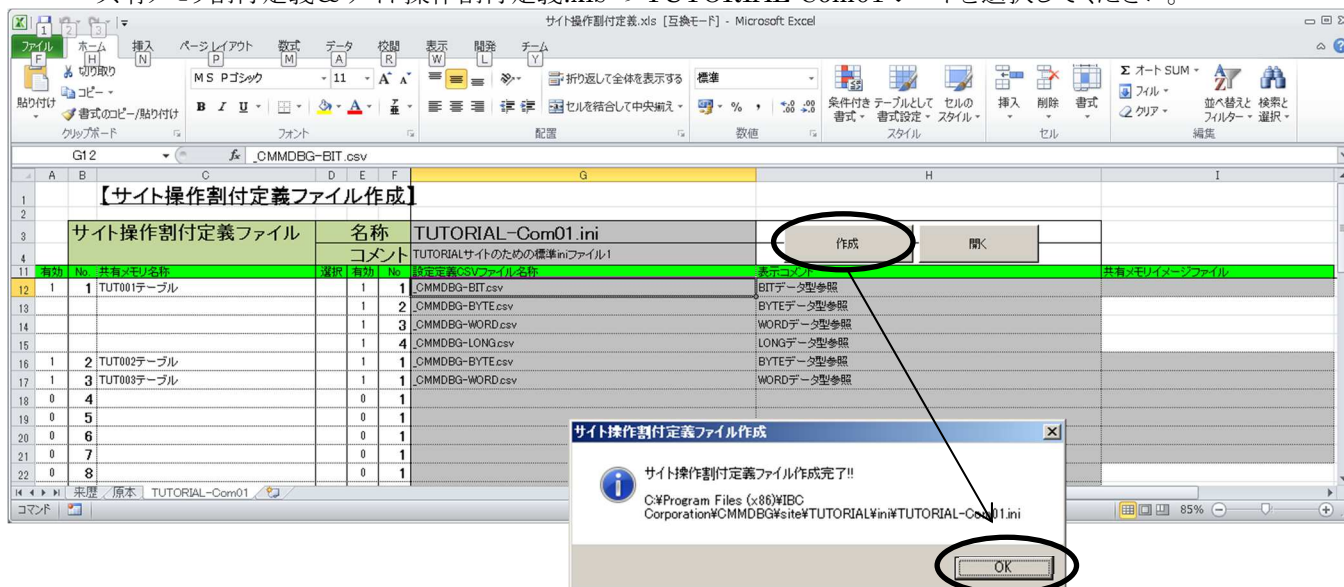 サイト操作割付定義.xls [互換モード] - Microsoft Excel
1 2 3
ファイル ホーム 挿入 ページ レイアウト 数式 データ 校閲 表示 開発 チーム
F H N P M A R W L Y
貼り付け 切り取り コピー 書式のコピー/貼り付け
MS Pゴシック 11
B I U
折り返して全体を表示する
セルを結合して中央揃え
標準
条件付き書式 テーブルとして書式設定 セルのスタイル
挿入 削除 書式
Σ オート SUM フィル クリア
並べ替えとフィルター 検索と選択
クリップボード フォント 配置 数値 スタイル セル 編集
G12 fx _CMMDBG-BIT.csv
A B C D E F G H I
1 【サイト操作割付定義ファイル作成】
2
3 サイト操作割付定義ファイル 名称 TUTORIAL-Com01.ini 作成 開く
4 コメント TUTORIALサイトのための標準iniファイル1
11 有効 No. 共有メモリ名称 選択 有効 No 設定定義CSVファイル名称 表示コメント 共有メモリイメージファイル
12 1 1 TUT001テーブル 1 1 _CMMDBG-BIT.csv BITデータ型参照
13 1 2 _CMMDBG-BYTE.csv BYTEデータ型参照
14 1 3 _CMMDBG-WORD.csv WORDデータ型参照
15 1 4 _CMMDBG-LONG.csv LONGデータ型参照
16 1 2 TUT002テーブル 1 1 _CMMDBG-BYTE.csv BYTEデータ型参照
17 1 3 TUT003テーブル 1 1 _CMMDBG-WORD.csv WORDデータ型参照
18 0 4 0 1
19 0 5 0 1
20 0 6 0 1
21 0 7 0 1
22 0 8 0 1
来歴 原本 TUTORIAL-Com01
コマンド 85%
サイト操作割付定義ファイル作成
サイト操作割付定義ファイル作成完了!!
C:¥Program Files (x86)¥IBC
Corporation¥CMMDBG¥site¥TUTORIAL¥ini¥TUTORIAL-Com01.ini
OK